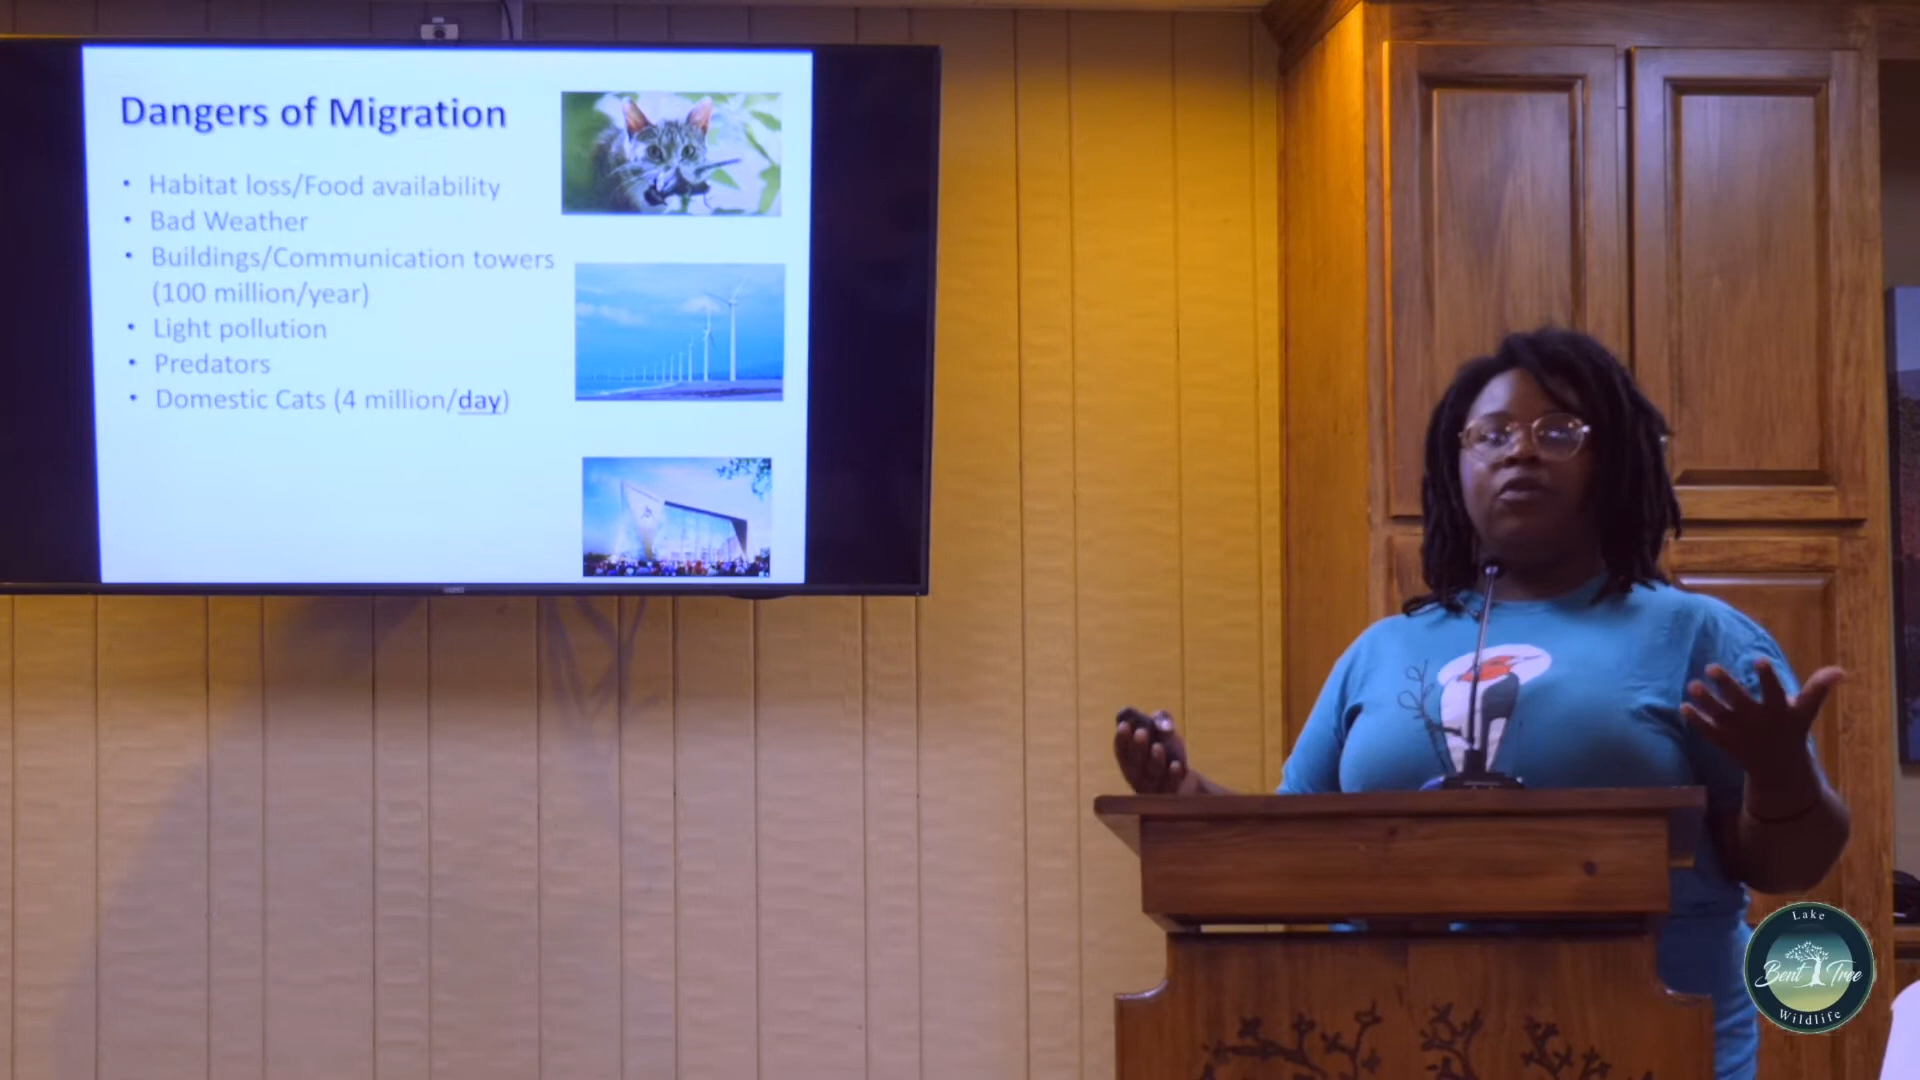 Dangers of Migration
• Habitat loss/Food availability
• Bad Weather
• Buildings/Communication towers
(100 million/year)
• Light pollution
• Predators
• Domestic Cats (4 million/day)
Lake
Bent Tree
Wildlife